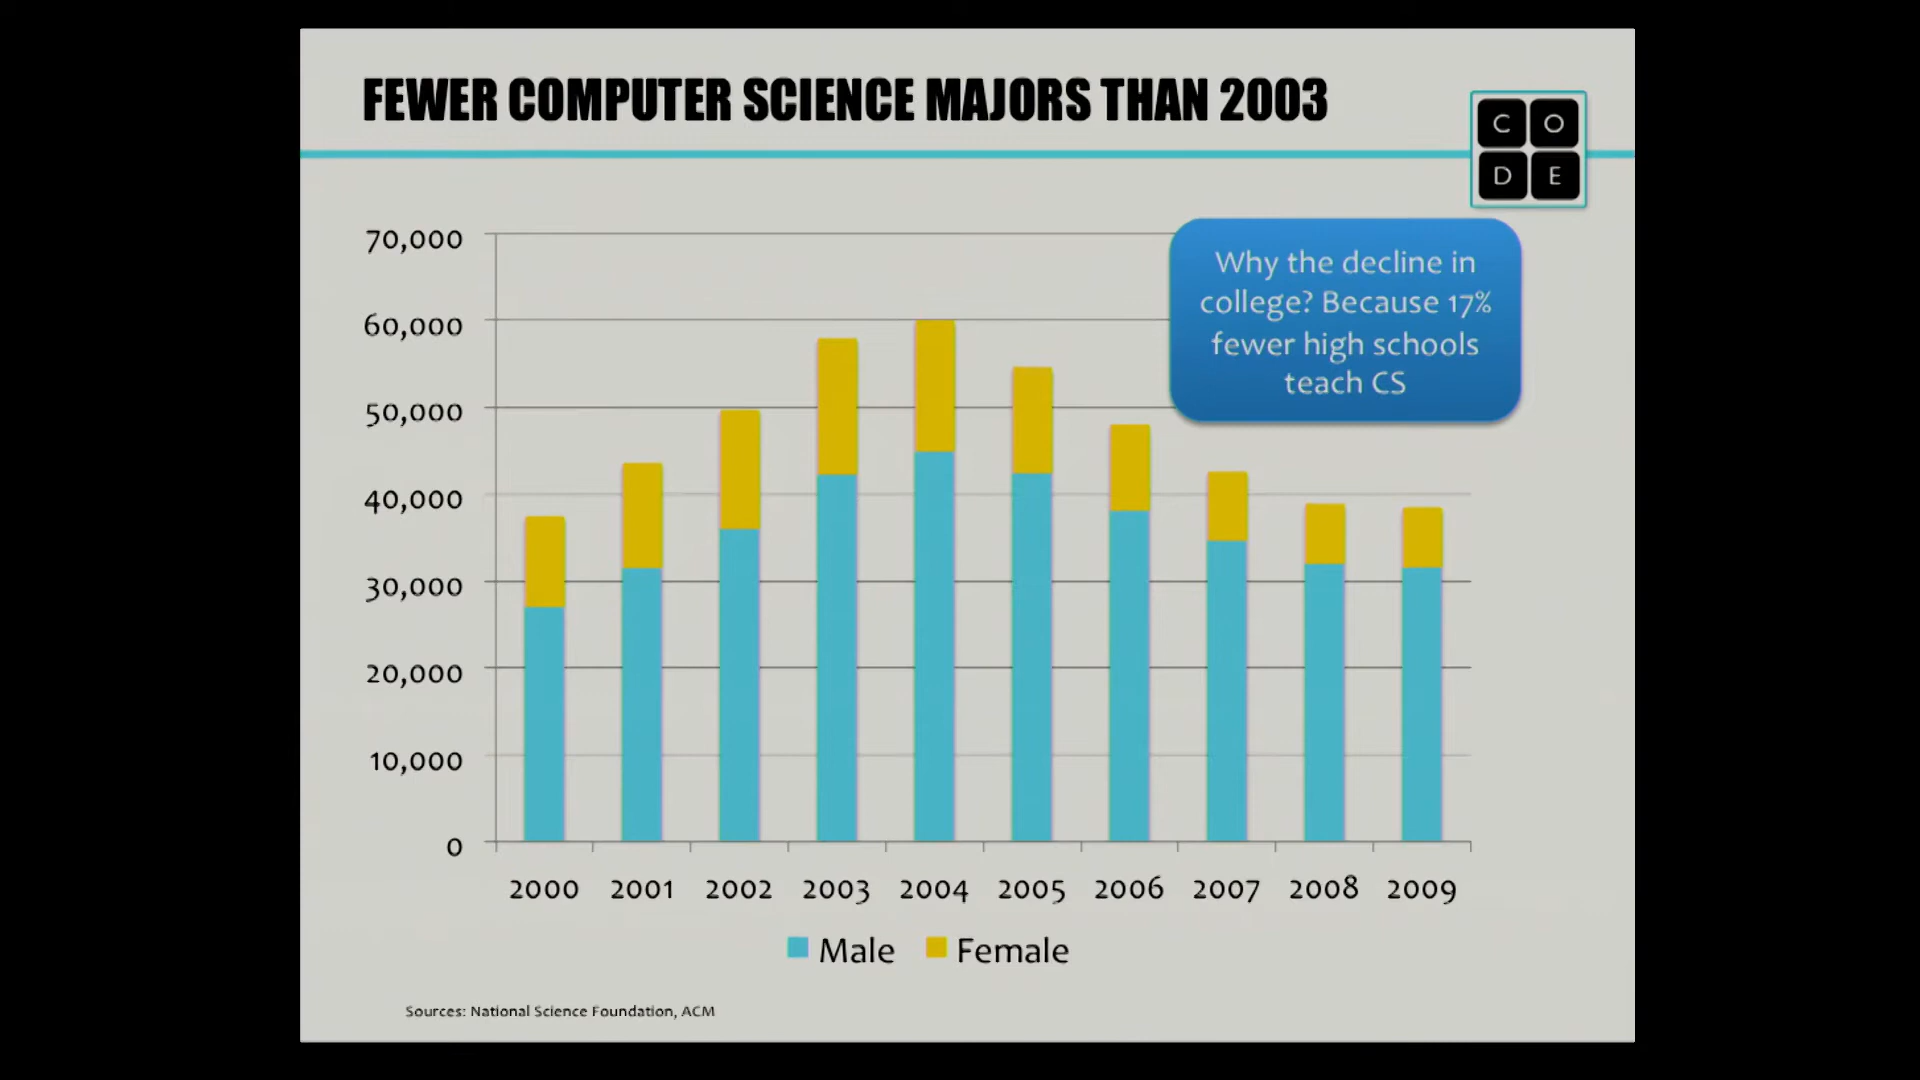 FEWER COMPUTER SCIENCE MAJORS THAN 2003
C O
D E
Why the decline in
college? Because 17%
fewer high schools
teach CS
70,000
60,000
50,000
40,000
30,000
20,000
10,000
0
2000 2001 2002 2003 2004 2005 2006 2007 2008 2009
Male Female
Sources: National Science Foundation, ACM